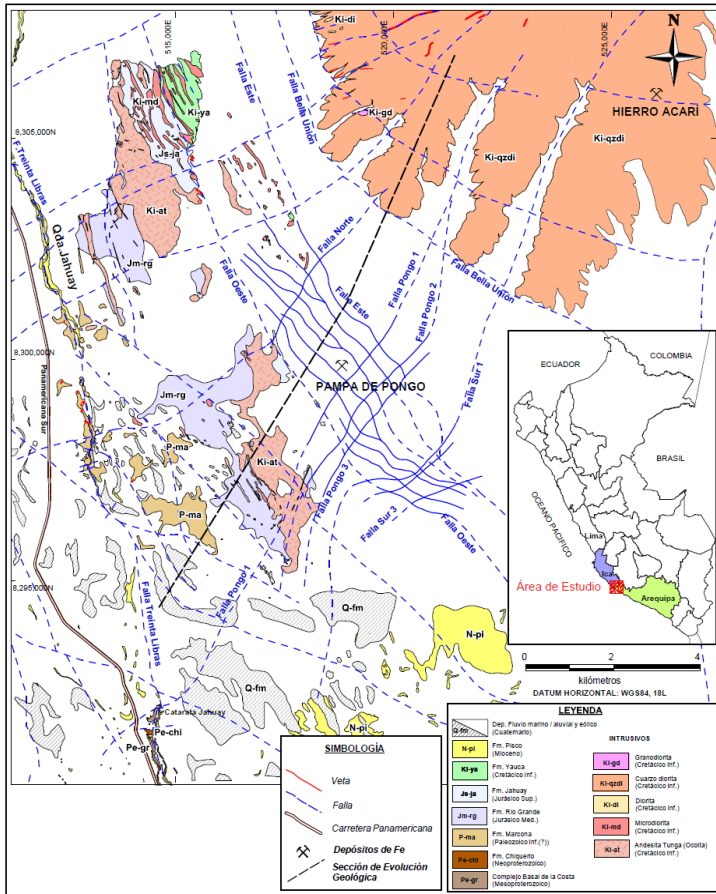 515,000E
520,000E
525,000E
N
Ki-di
HIERRO ACARÍ
Ki-md
Falla Este
Falla Bella Unión
Ki-ya
Ki-gd
8,305,000N
Ki-qzdi
Ki-qzdi
F.Treinta Libras
Js-ja
Ki-at
Qda.Jahuay
Falla Norte
Jm-rg
Falla Oeste
Falla Este
Falla Pongo 1
Falla Pongo 2
Falla Bella Unión
8,300,000N
PAMPA DE PONGO
Falla Sur 1
Panamericana Sur
Jm-rg
P-ma
Ki-at
P-ma
Falla Pongo 3
Falla Sur 3
Falla Oeste
8,295,000N
Falla Pongo 1
Falla Treinta Libras
Q-fm
N-pi
Q-fm
Catarata Jahuay
Pe-chi
N-pi
Pe-gr
ECUADOR
COLOMBIA
BRASIL
OCEANO PACIFICO
Lima
Ica
Área de Estudio
Arequipa
0 2 4
kilómetros
DATUM HORIZONTAL: WGS84, 18L
SIMBOLOGÍA
Veta
Falla
Carretera Panamericana
Depósitos de Fe
Sección de Evolución
Geológica
LEYENDA
Q-fm
Dep. Fluvio marino / aluvial y eólico
(Cuaternario)
N-pi
Fm. Pisco
(Mioceno)
Ki-ya
Fm. Yauca
(Cretácico Inf.)
Js-ja
Fm. Jahuay
(Jurásico Sup.)
Jm-rg
Fm. Río Grande
(Jurásico Med.)
P-ma
Fm. Marcona
(Paleozoico Inf.(?))
Pe-chi
Fm. Chiquerío
(Neoproterozoico)
Pe-gr
Complejo Basal de la Costa
(Mesoproterozoico)
INTRUSIVOS
Ki-gd
Granodiorita
(Cretácico Inf.)
Ki-qzdi
Cuarzo diorita
(Cretácico Inf.)
Ki-di
Diorita
(Cretácico Inf.)
Ki-md
Microdiorita
(Cretácico Inf.)
Ki-at
Andesita Tunga (Ocoita)
(Cretácico Inf.)